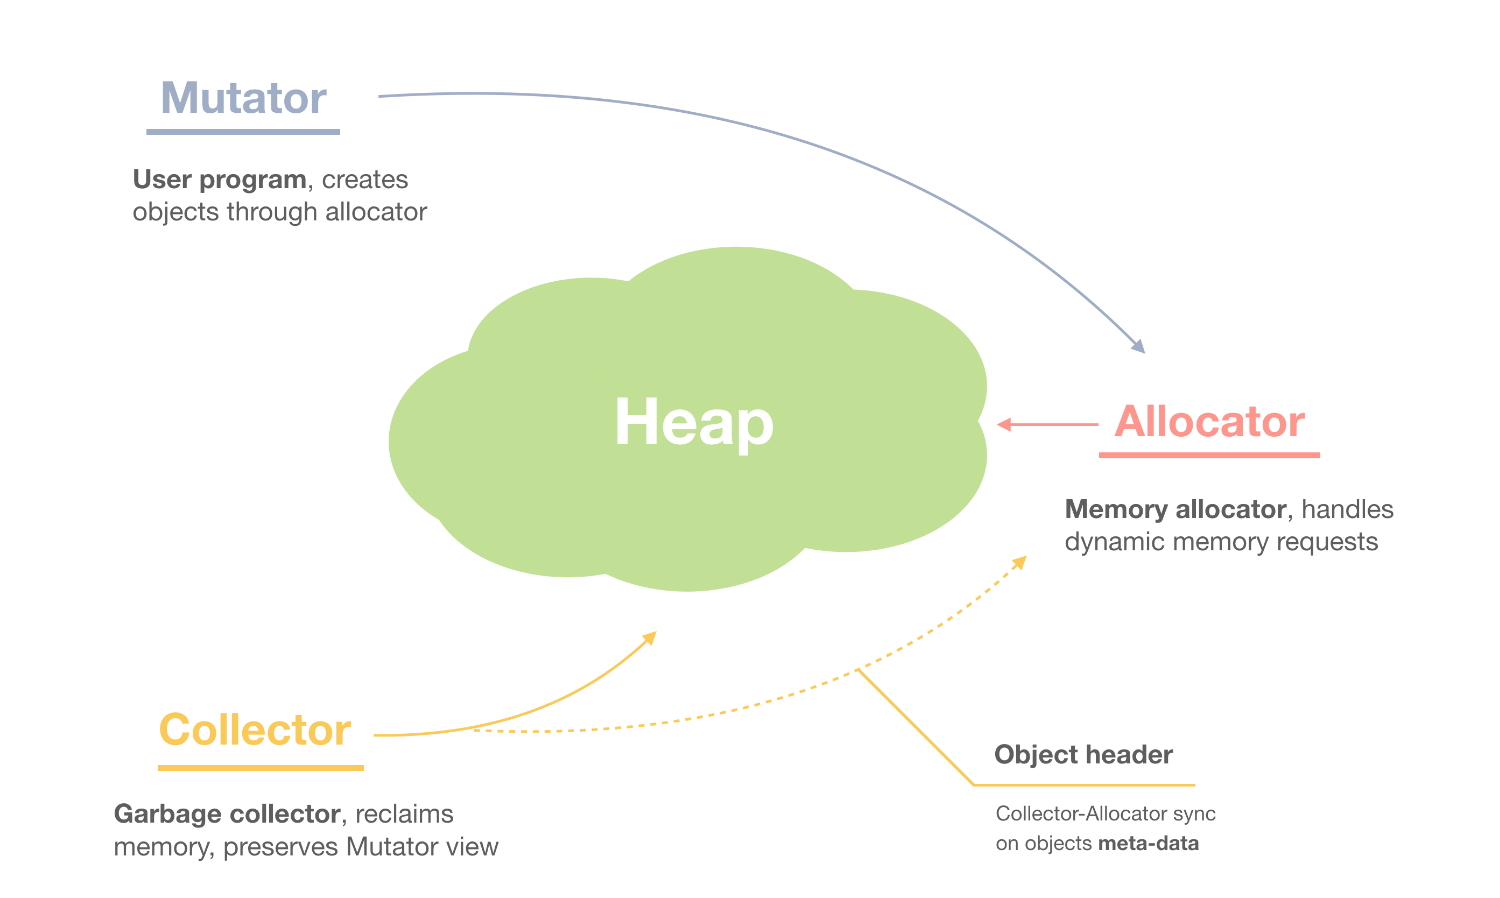 Mutator
User program, creates
objects through allocator
Heap
Allocator
Memory allocator, handles
dynamic memory requests
Collector
Garbage collector, reclaims
memory, preserves Mutator view
Object header
Collector-Allocator sync
on objects meta-data